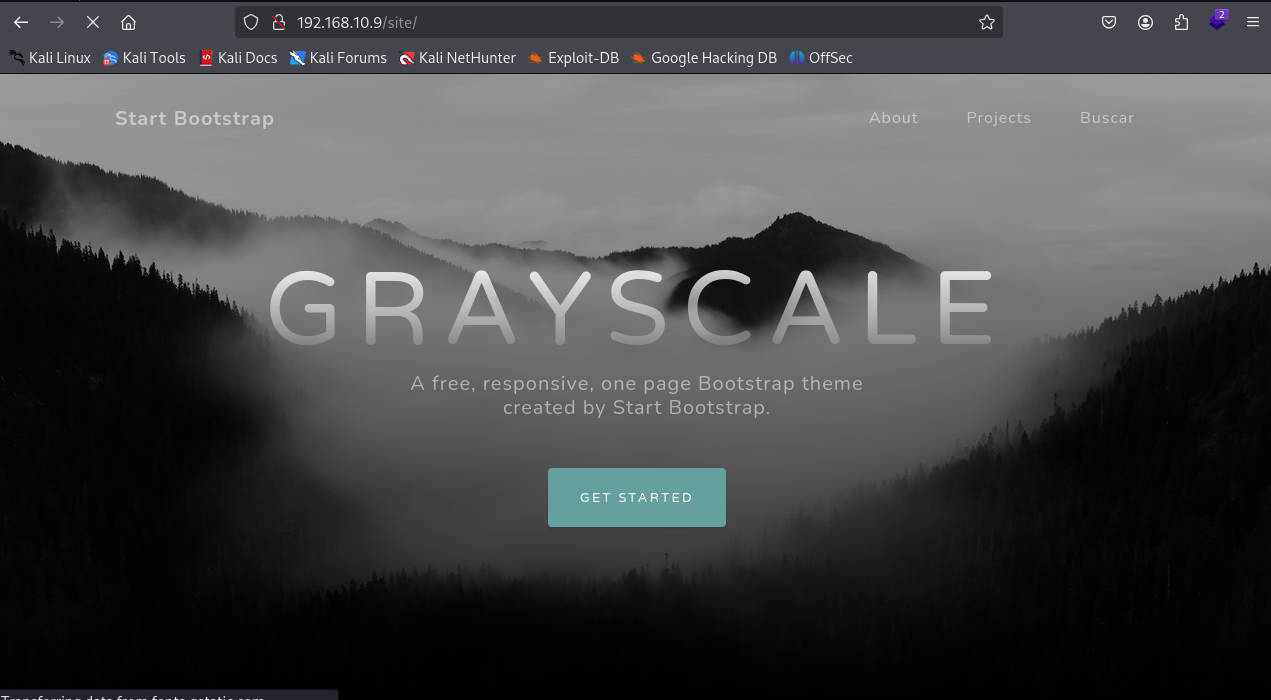 192.168.10.9/site/
2
Kali Linux Kali Tools Kali Docs Kali Forums Kali NetHunter Exploit-DB Google Hacking DB OffSec
Start Bootstrap About Projects Buscar
GRAYSCALE
A free, responsive, one page Bootstrap theme
created by Start Bootstrap.
GET STARTED
Transferring data from fonts.gstatic.com…